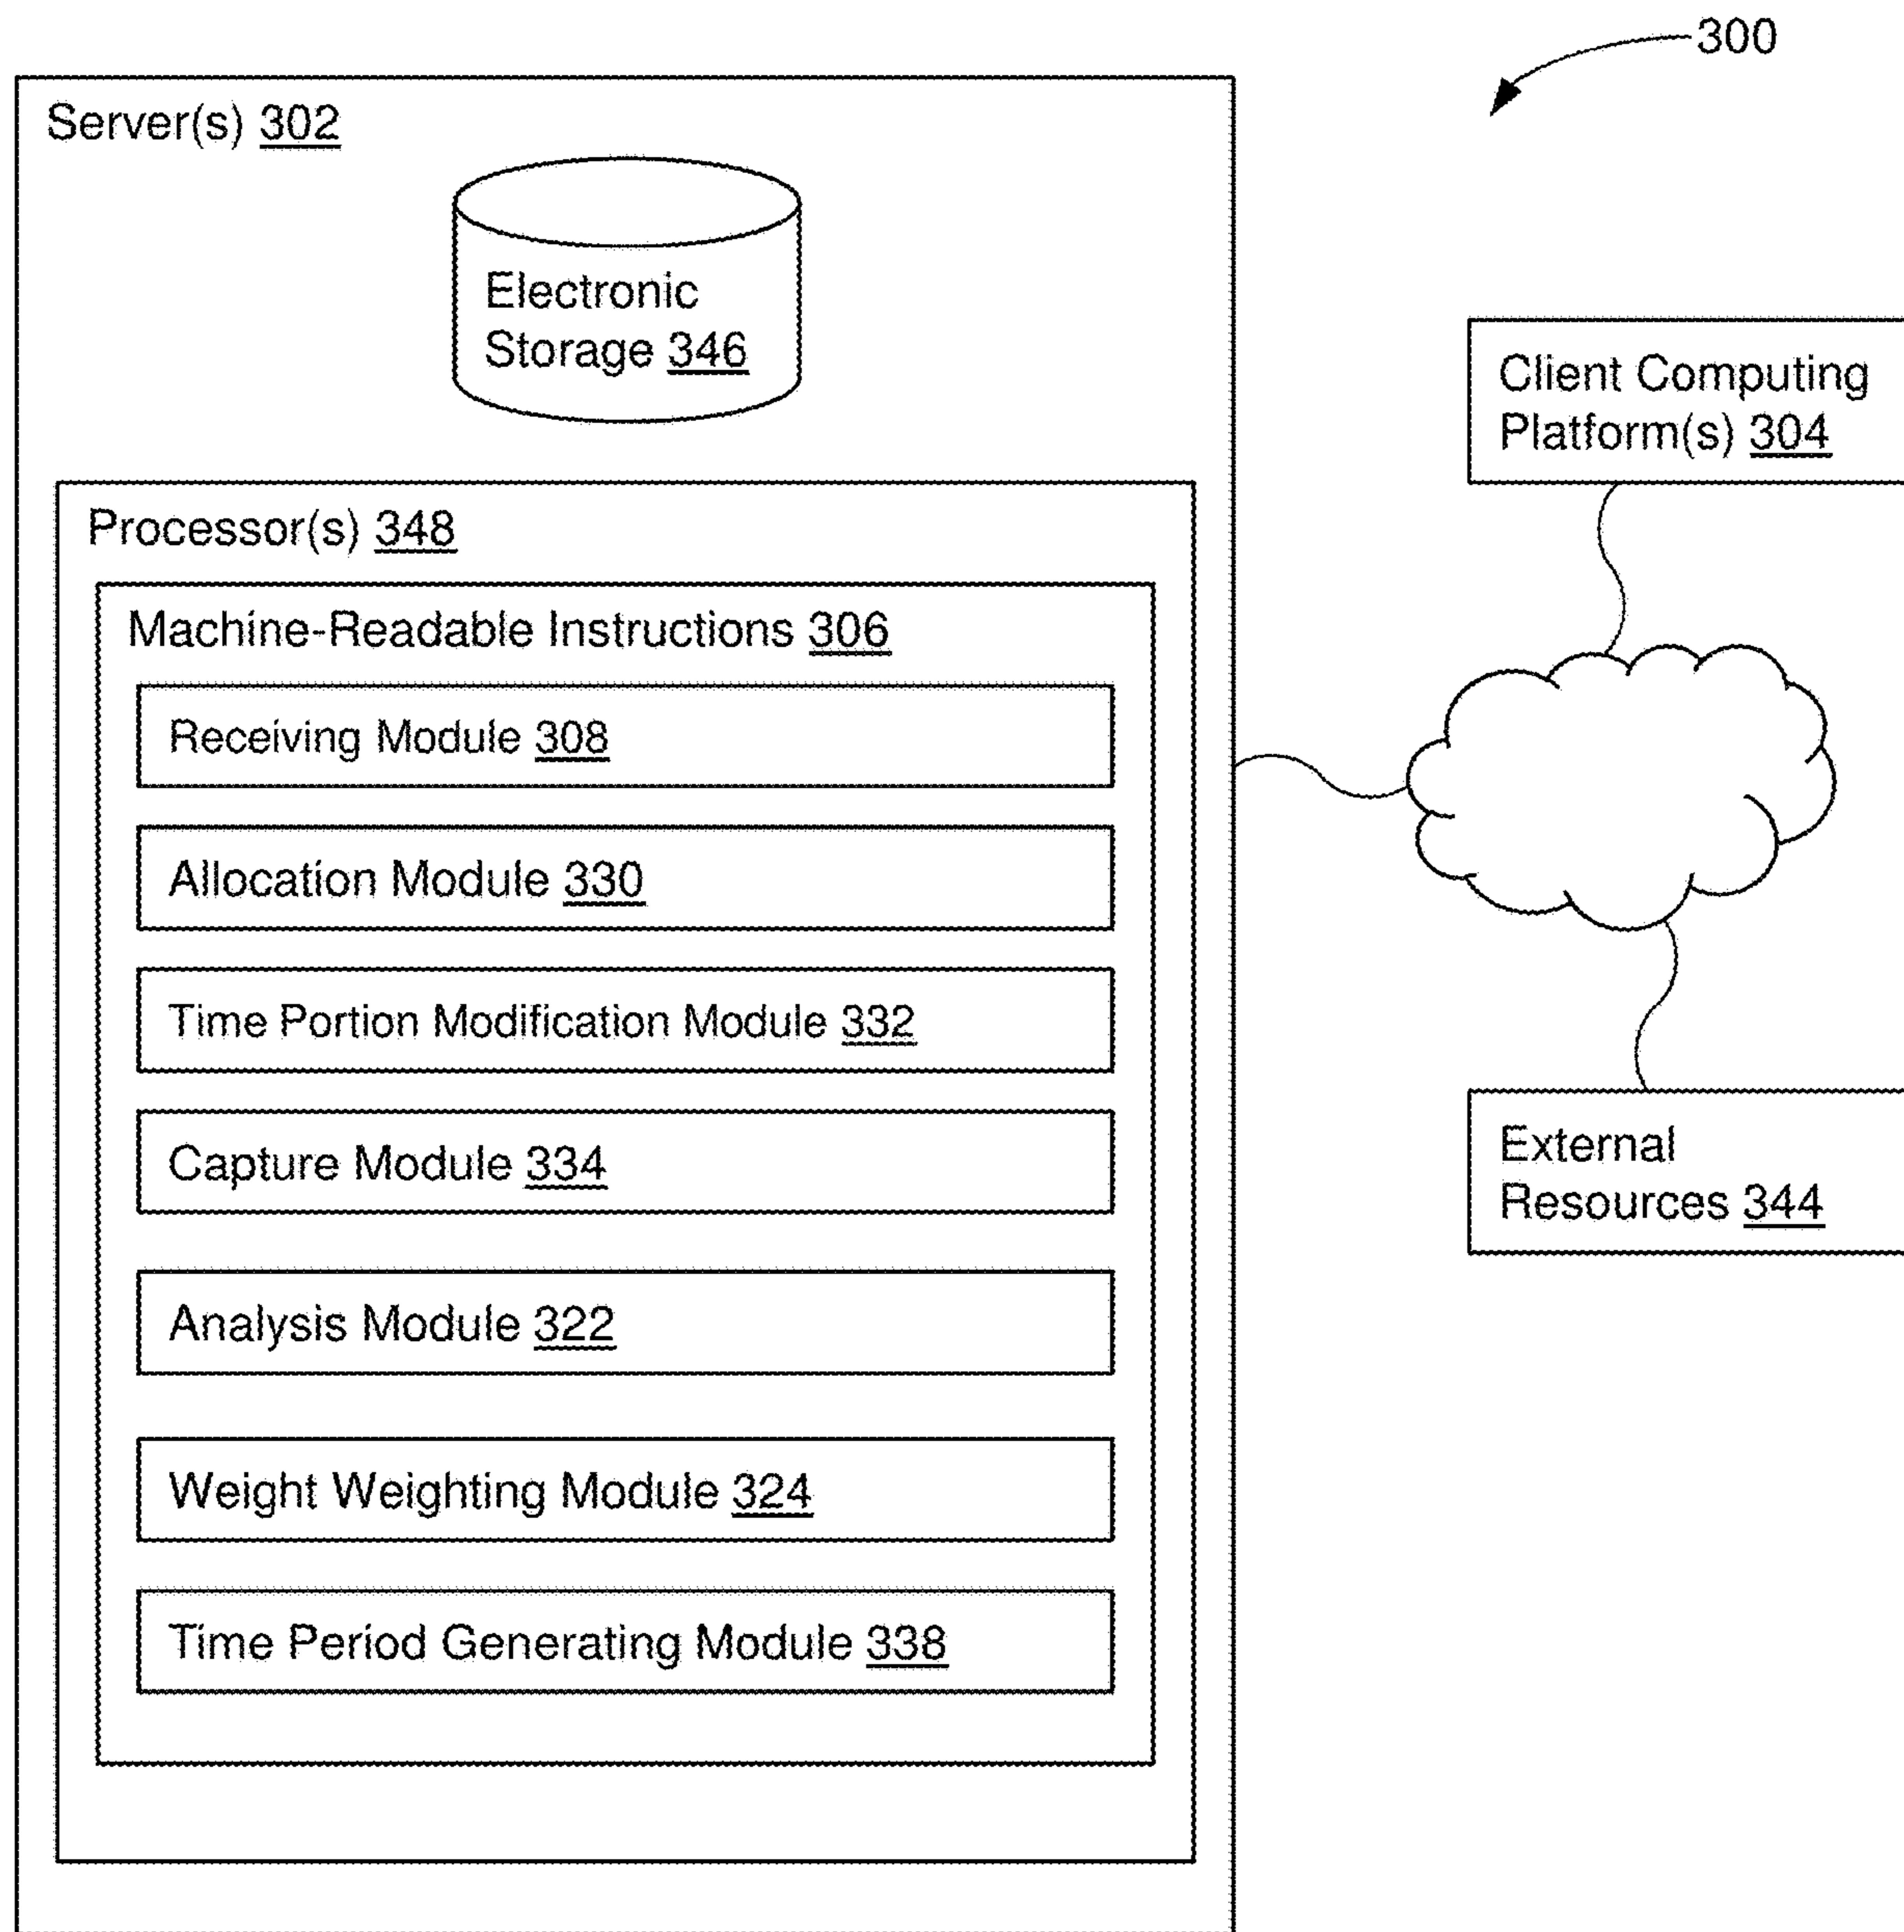 300
Server(s) 302
Electronic
Storage 346
Client Computing
Platform(s) 304
Processor(s) 348
Machine-Readable Instructions 306
Receiving Module 308
Allocation Module 330
Time Portion Modification Module 332
Capture Module 334
External
Resources 344
Analysis Module 322
Weight Weighting Module 324
Time Period Generating Module 338